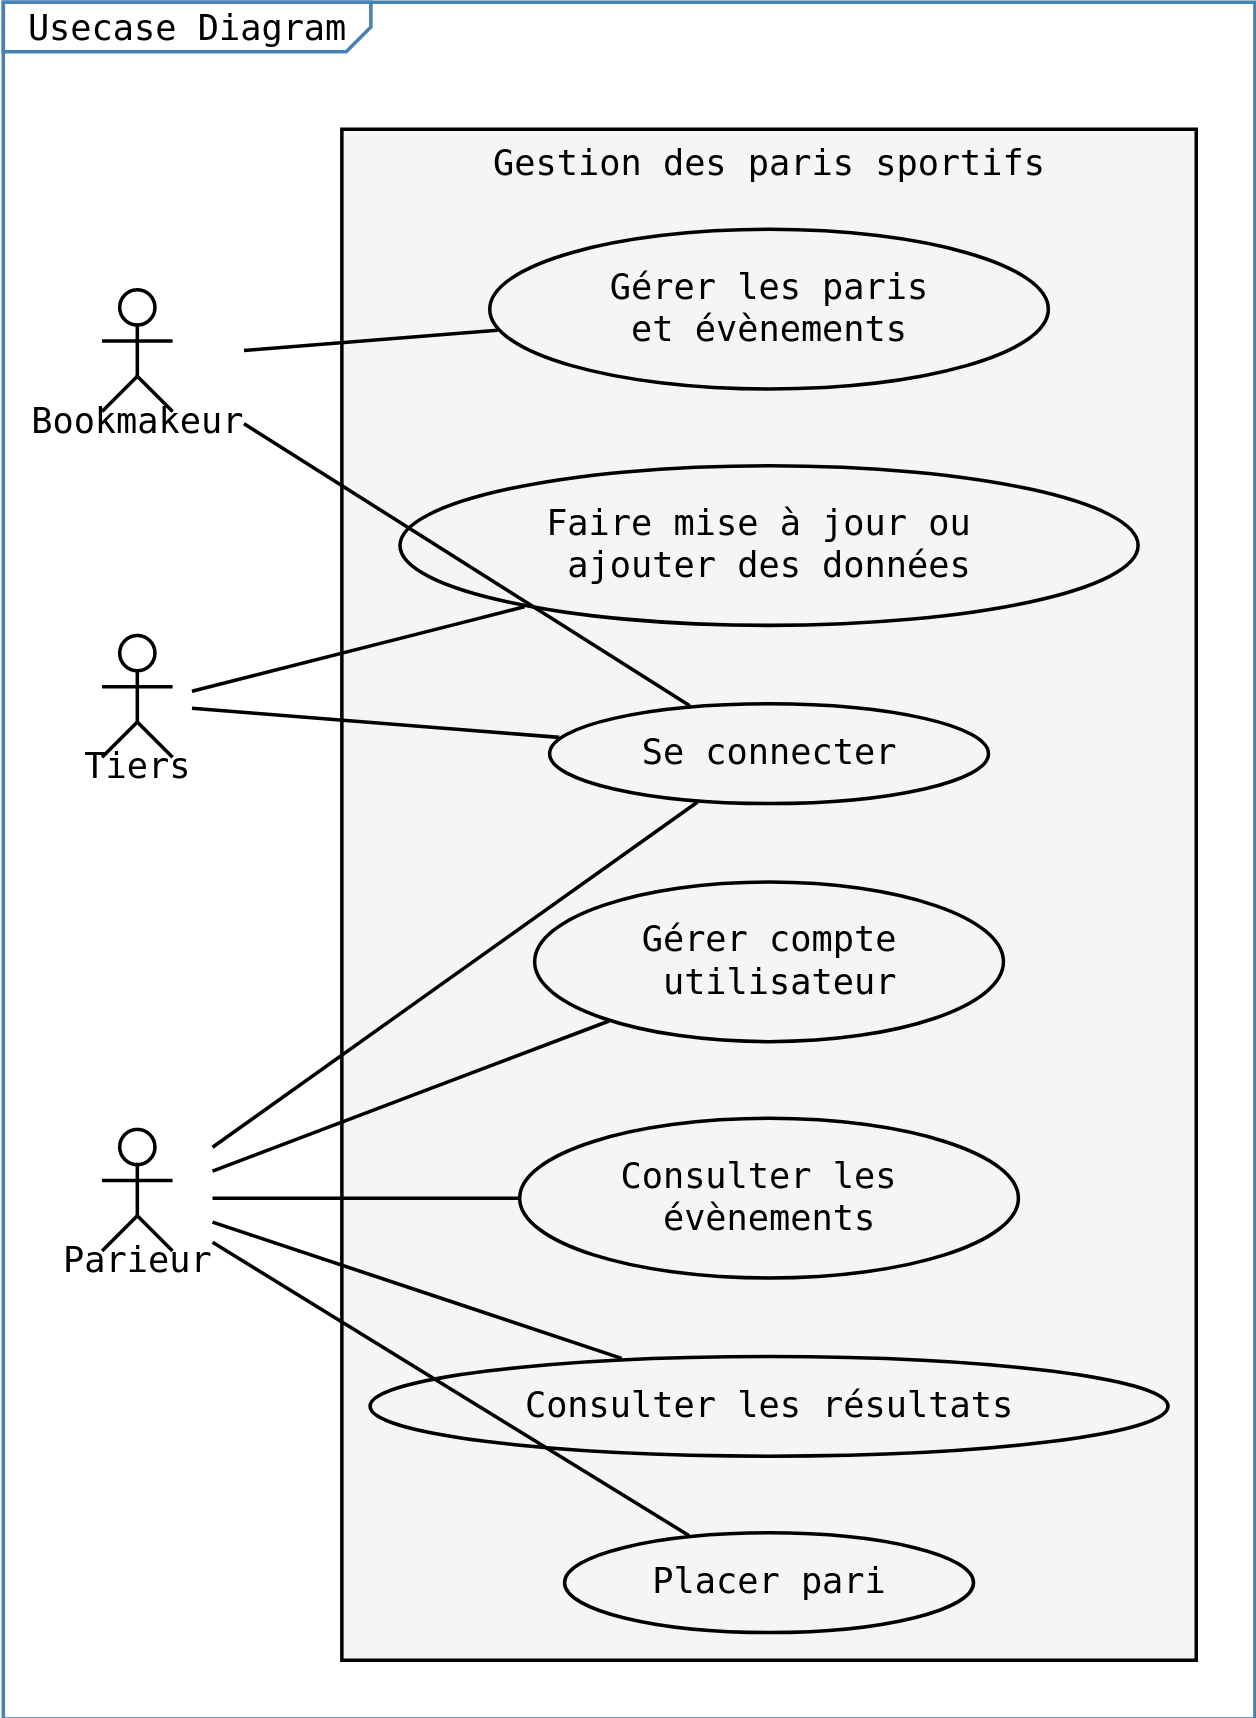 Usecase Diagram
Gestion des paris sportifs
Gérer les paris
et évènements
Bookmakeur
Faire mise à jour ou
ajouter des données
Tiers
Se connecter
Gérer compte
utilisateur
Consulter les
évènements
Parieur
Consulter les résultats
Placer pari